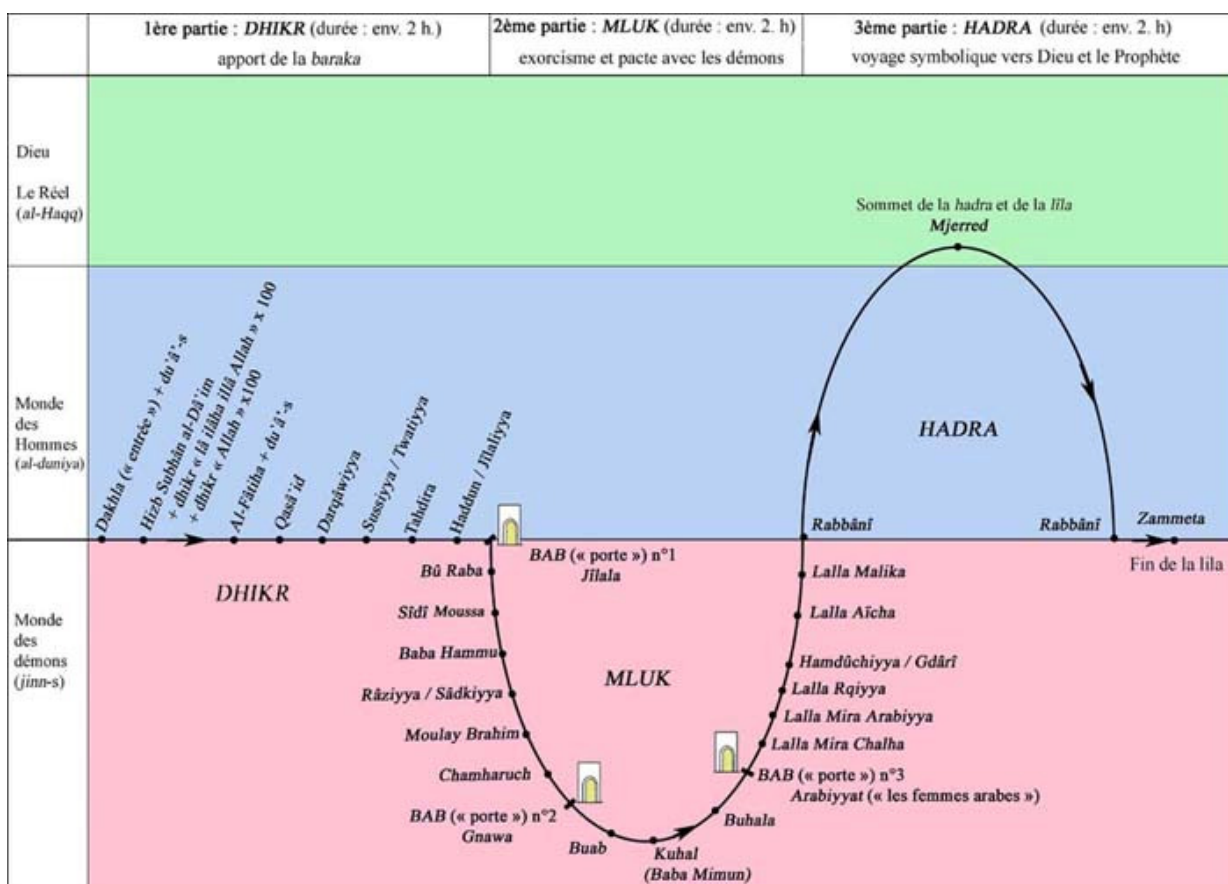 1ère partie : DHIKR (durée : env. 2 h.)
apport de la baraka
2ème partie : MLUK (durée : env. 2. h)
exorcisme et pacte avec les démons
3ème partie : HADRA (durée : env. 2. h)
voyage symbolique vers Dieu et le Prophète
Dieu
Le Réel
(al-Haqq)
Sommet de la hadra et de la lîla
Mjerred
Monde
des
Hommes
(al-duniya)
Dakhla (« entrée ») + du`â'-s
Hizb Subhân al-Dâ'im
+ dhikr « lâ ilâha illâ Allah » x 100
+ dhikr « Allah » x100
Al-Fâtiha + du`â'-s
Qasâ'id
Darqâwiyya
Sussiyya / Twatiyya
Tahdira
Haddun / Jîlaliyya
HADRA
Rabbânî
Rabbânî
Zammeta
Fin de la lila
Monde
des
démons
(jinn-s)
DHIKR
BAB (« porte ») n°1
Jîlala
Bû Raba
Sîdî Moussa
Baba Hammu
Râziyya / Sâdkiyya
Moulay Brahim
Chamharuch
BAB (« porte ») n°2
Gnawa
Buab
Kuhal
(Baba Mimun)
Buhala
MLUK
BAB (« porte ») n°3
Arabiyyat (« les femmes arabes »)
Lalla Mira Chalha
Lalla Mira Arabiyya
Lalla Rqiyya
Hamdûchiyya / Gdârî
Lalla Aïcha
Lalla Malika